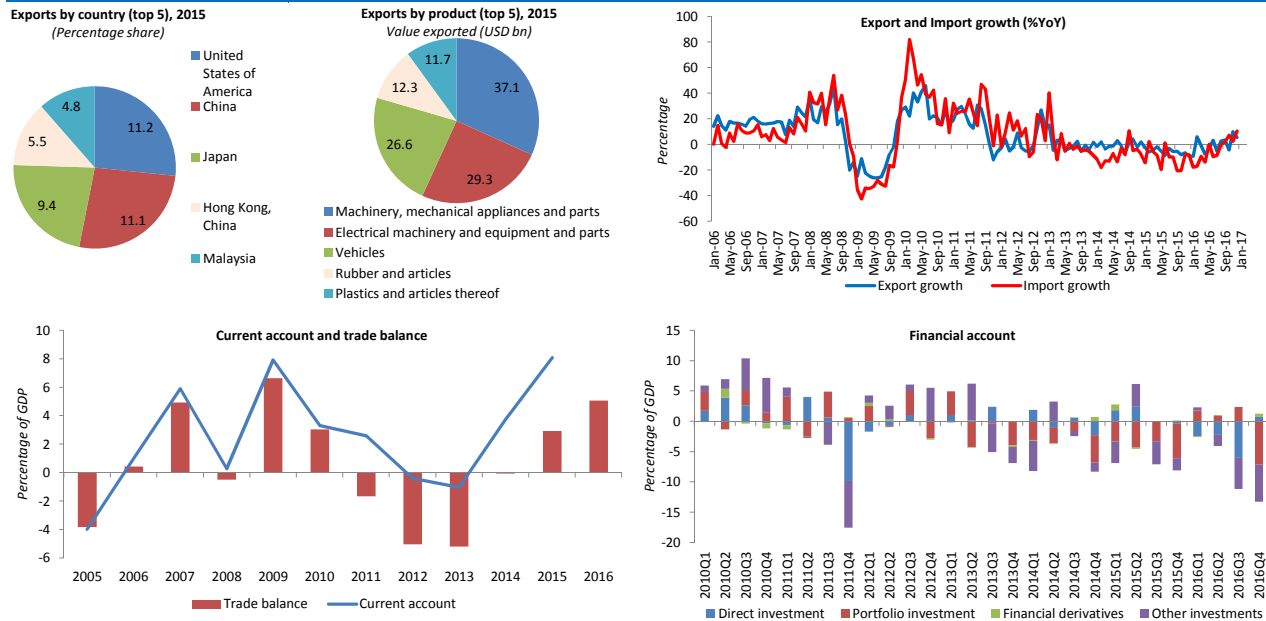 Exports by country (top 5), 2015
(Percentage share)
11.2
11.1
9.4
5.5
4.8
United
States of
America
China
Japan
Hong Kong,
China
Malaysia
Exports by product (top 5), 2015
Value exported (USD bn)
37.1
29.3
26.6
12.3
11.7
Machinery, mechanical appliances and parts
Electrical machinery and equipment and parts
Vehicles
Rubber and articles
Plastics and articles thereof
Export and Import growth (%YoY)
Percentage
100
80
60
40
20
0
-20
-40
-60
Jan-06
May-06
Sep-06
Jan-07
May-07
Sep-07
Jan-08
May-08
Sep-08
Jan-09
May-09
Sep-09
Jan-10
May-10
Sep-10
Jan-11
May-11
Sep-11
Jan-12
May-12
Sep-12
Jan-13
May-13
Sep-13
Jan-14
May-14
Sep-14
Jan-15
May-15
Sep-15
Jan-16
May-16
Sep-16
Jan-17
Export growth
Import growth
Current account and trade balance
Percentage of GDP
10
8
6
4
2
0
-2
-4
-6
2005
2006
2007
2008
2009
2010
2011
2012
2013
2014
2015
2016
Trade balance
Current account
Financial account
Percentage of GDP
15
10
5
0
-5
-10
-15
-20
2010Q1
2010Q2
2010Q3
2010Q4
2011Q1
2011Q2
2011Q3
2011Q4
2012Q1
2012Q2
2012Q3
2012Q4
2013Q1
2013Q2
2013Q3
2013Q4
2014Q1
2014Q2
2014Q3
2014Q4
2015Q1
2015Q2
2015Q3
2015Q4
2016Q1
2016Q2
2016Q3
2016Q4
Direct investment
Portfolio investment
Financial derivatives
Other investments